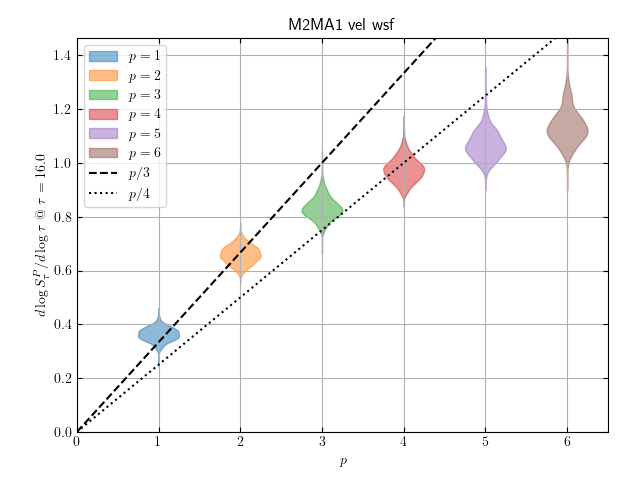 M2MA1 vel wsf
d log S_τ^P / d log τ @ τ = 16.0
1.4
1.2
1.0
0.8
0.6
0.4
0.2
0.0
p = 1
p = 2
p = 3
p = 4
p = 5
p = 6
p/3
p/4
0 1 2 3 4 5 6
p